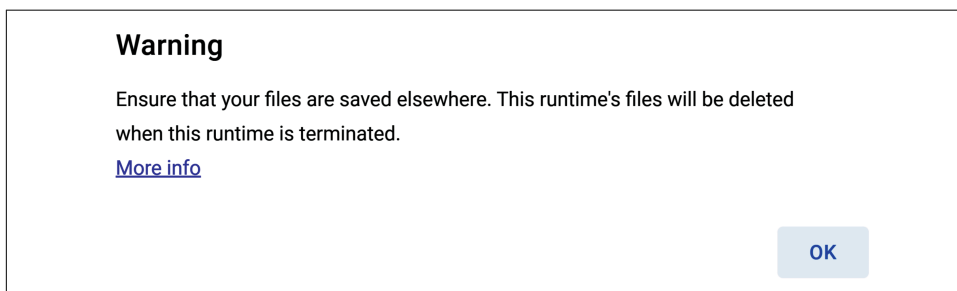 Warning
Ensure that your files are saved elsewhere. This runtime's files will be deleted
when this runtime is terminated.
More info
OK